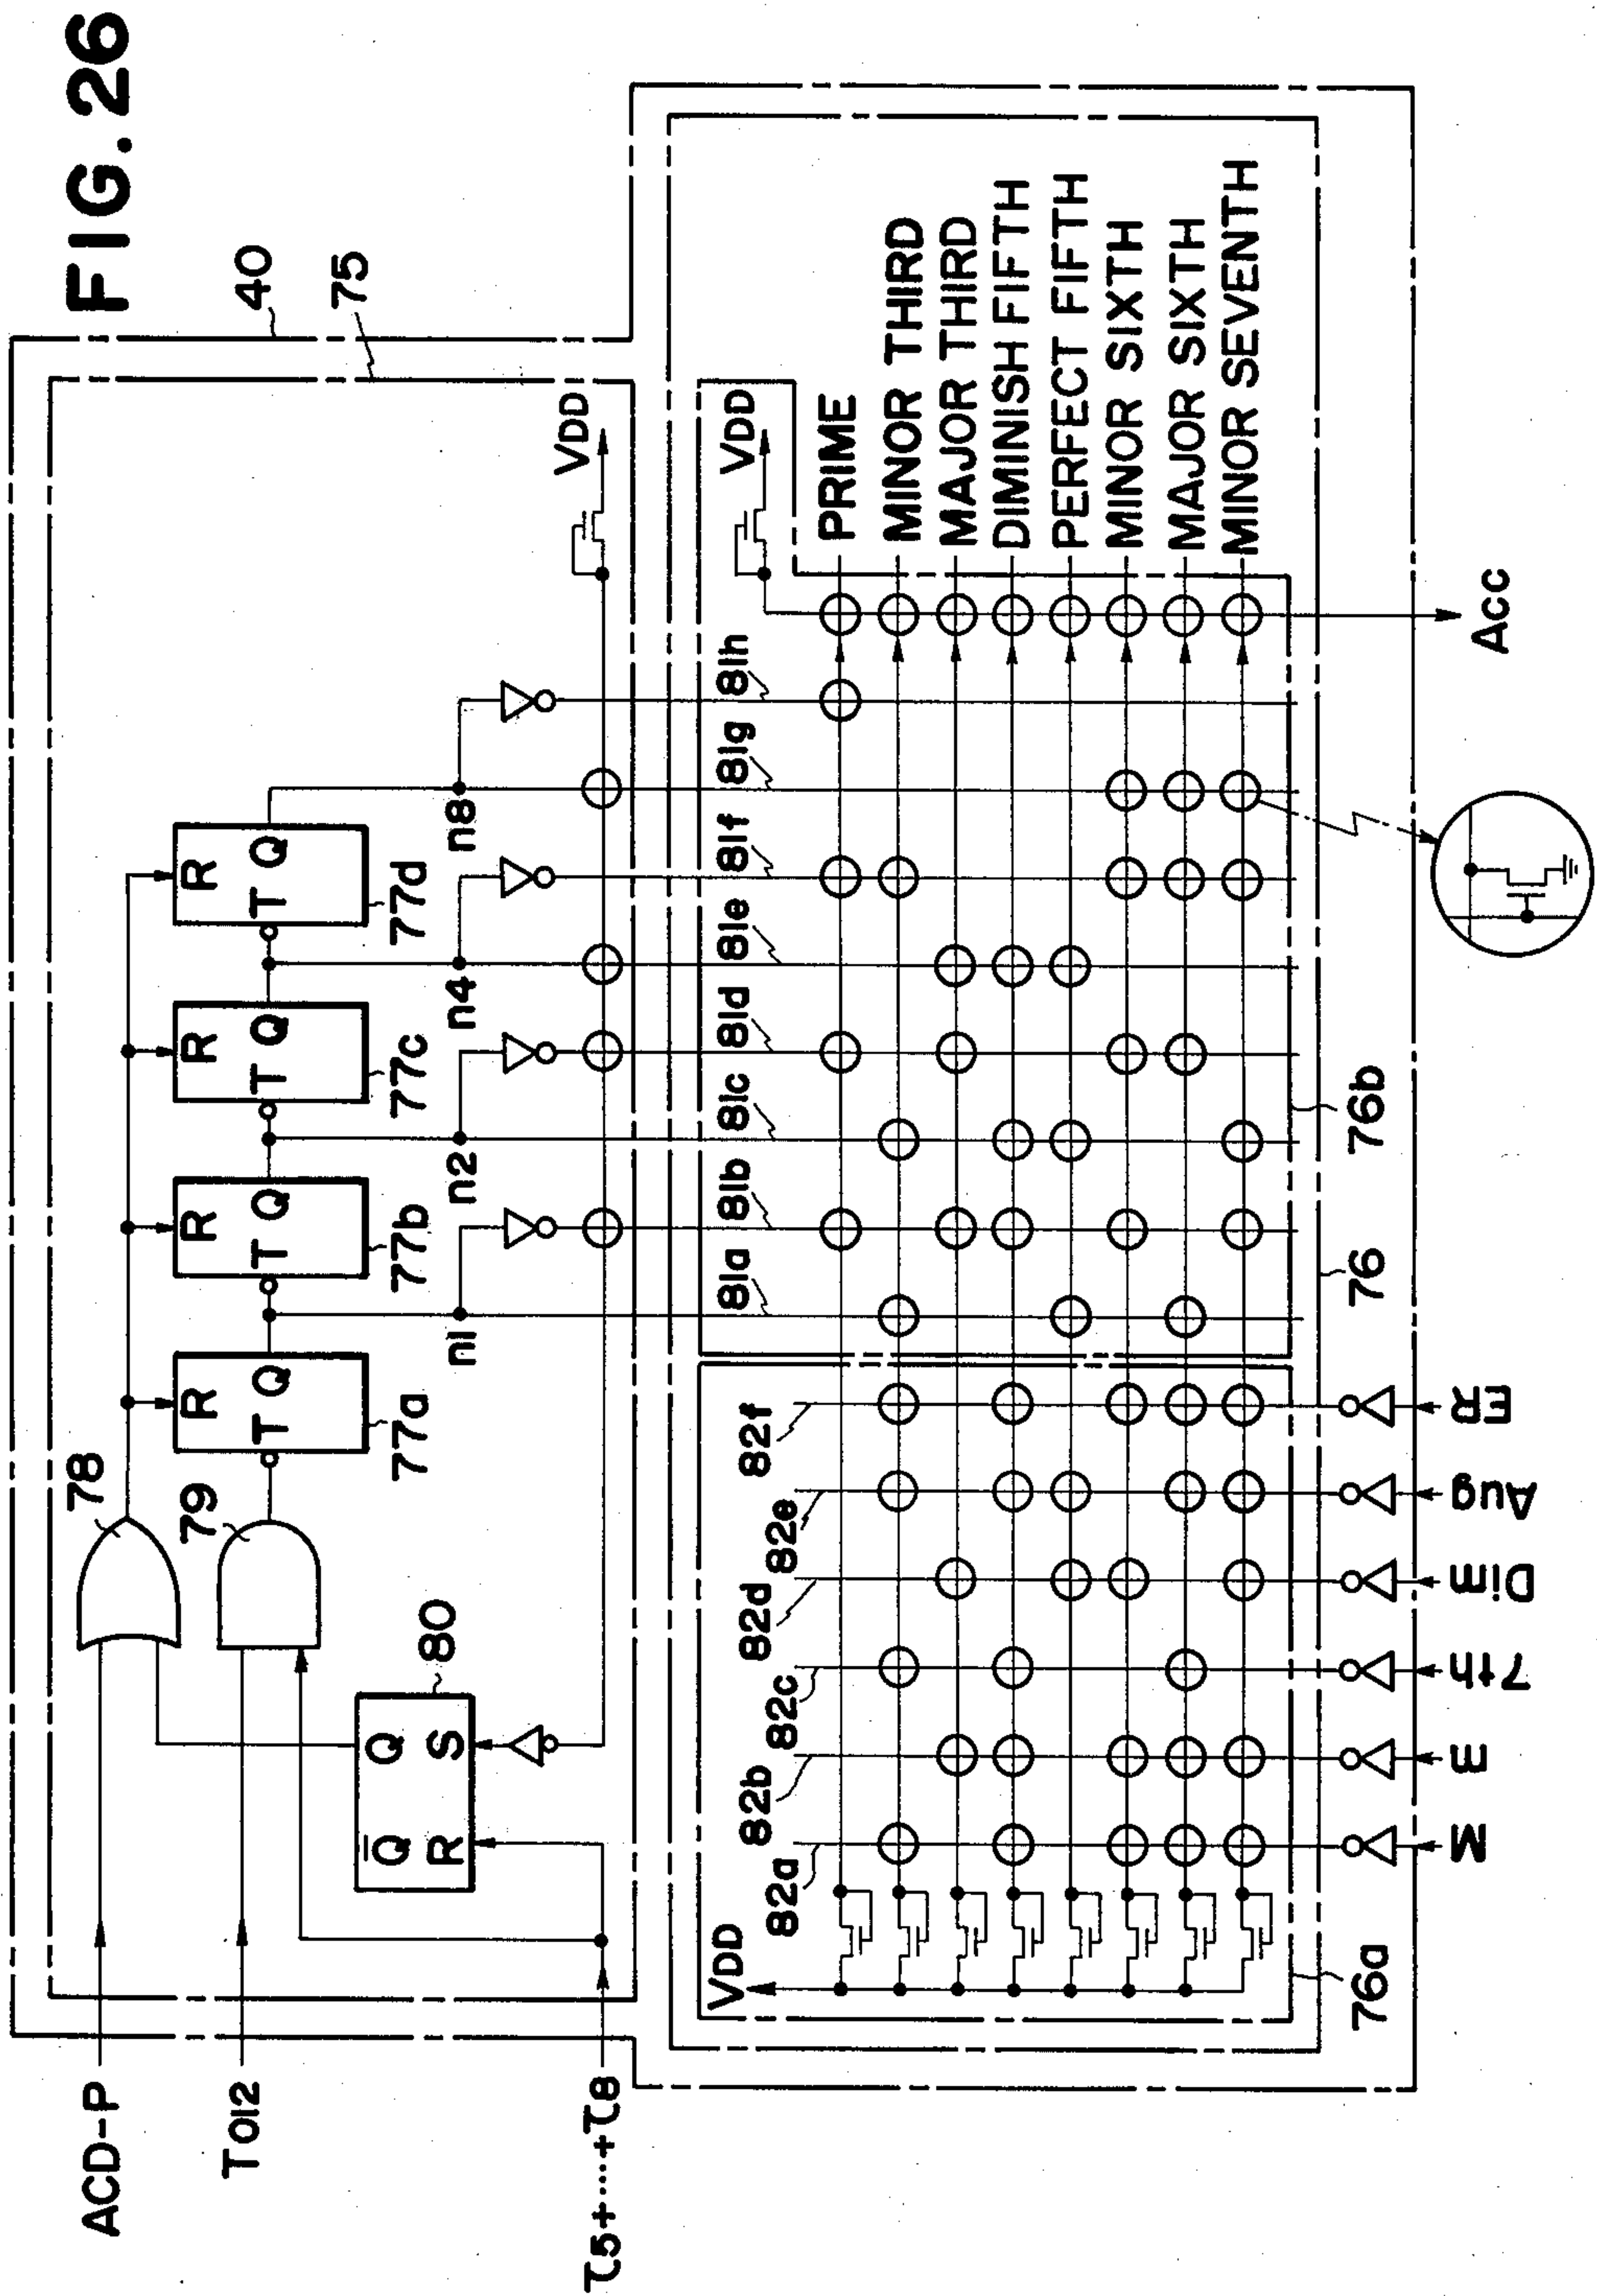 FIG. 26
40
75
ACD-P
78
T012
79
τ5+····+τ8
80
Q̅ Q
R S
R
T Q
77a
R
T Q
77b
R
T Q
77c
R
T Q
77d
n1
n2
n4
n8
VDD
VDD
82a
82b
82c
82d
82e
82f
81a
81b
81c
81d
81e
81f
81g
81h
VDD
PRIME
MINOR THIRD
MAJOR THIRD
DIMINISH FIFTH
PERFECT FIFTH
MINOR SIXTH
MAJOR SIXTH
MINOR SEVENTH
M
m
7th
Dim
Aug
ER
76a
76
76b
Acc